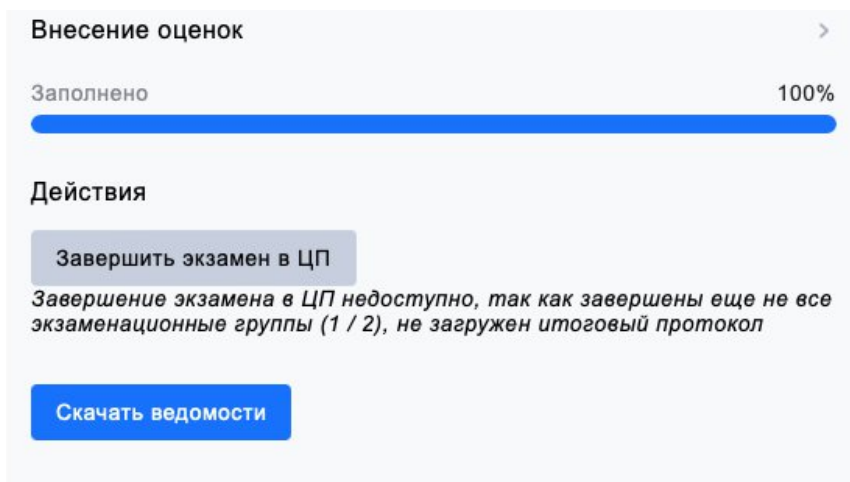 Внесение оценок
Заполнено 100%
Действия
Завершить экзамен в ЦП
Завершение экзамена в ЦП недоступно, так как завершены еще не все
экзаменационные группы (1 / 2), не загружен итоговый протокол
Скачать ведомости